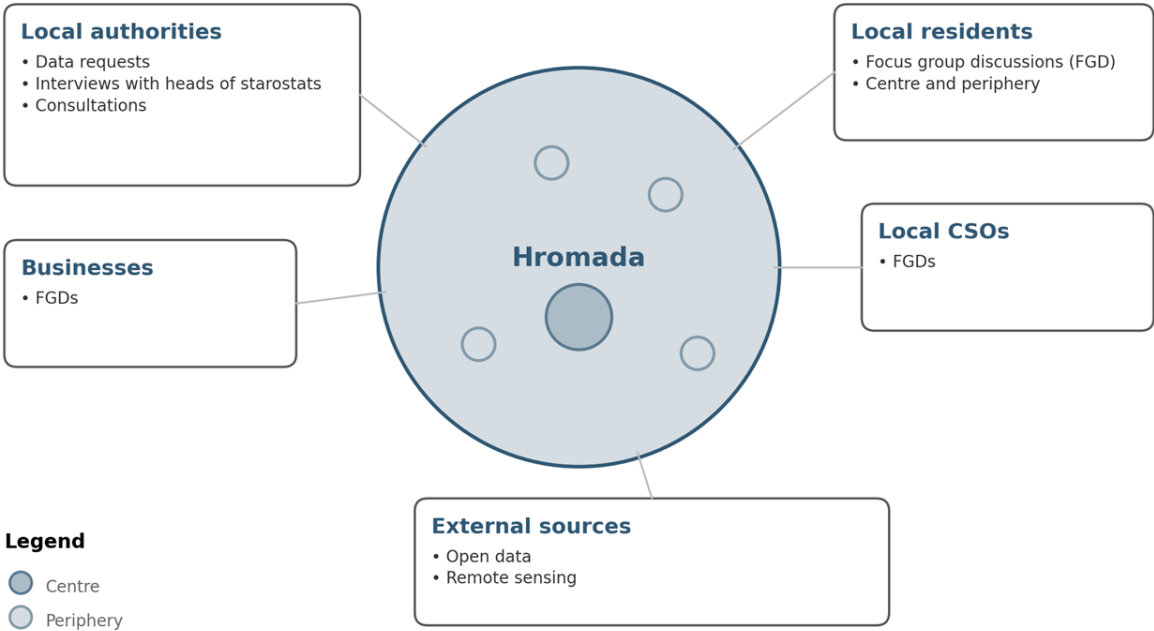 Local authorities
• Data requests
• Interviews with heads of starostats
• Consultations
Local residents
• Focus group discussions (FGD)
• Centre and periphery
Businesses
• FGDs
Hromada
Local CSOs
• FGDs
External sources
• Open data
• Remote sensing
Legend
Centre
Periphery